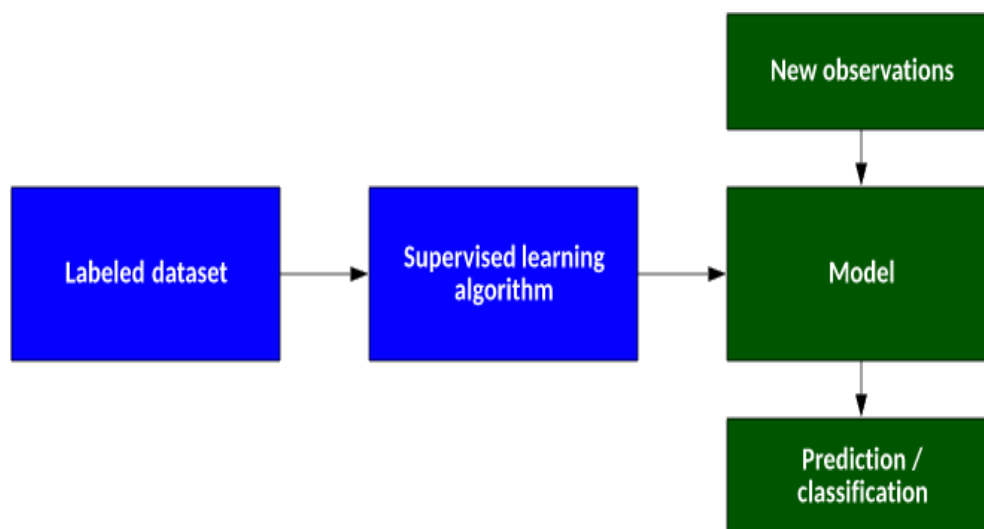 New observations
Labeled dataset
Supervised learning
algorithm
Model
Prediction /
classification